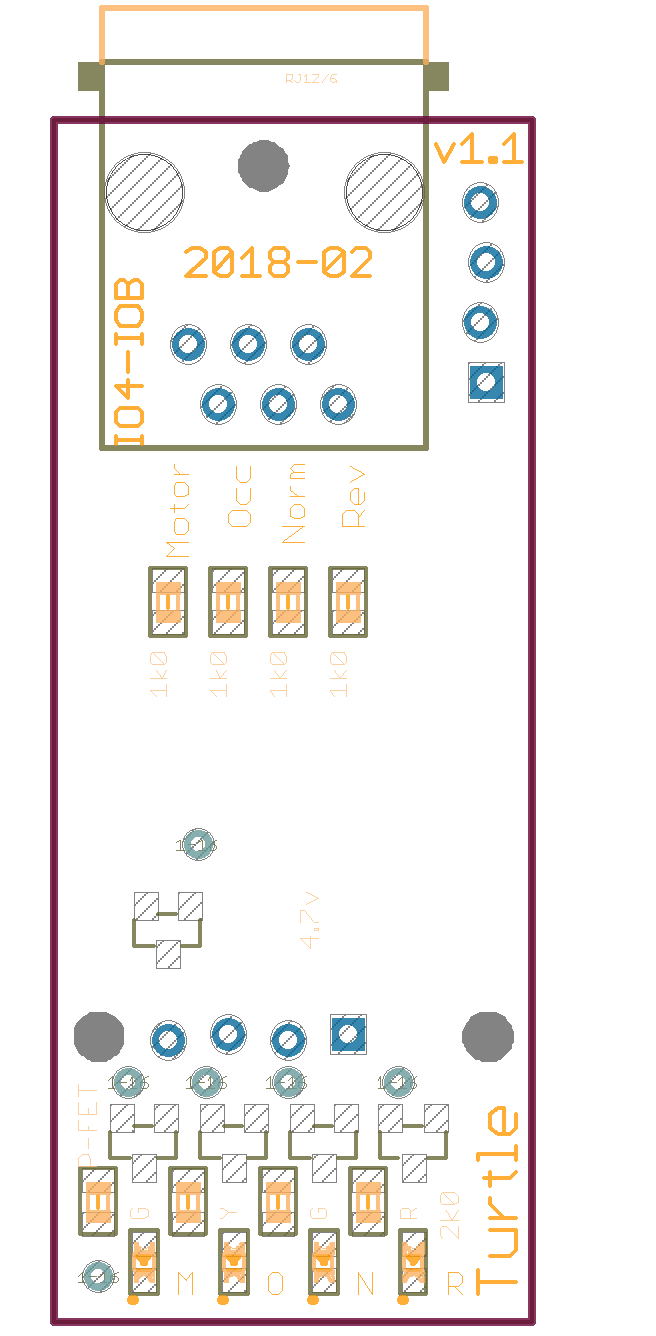 RJ12/6
v1.1
2018-02
IO4-IOB
Motor
Occ
Norm
Rev
1k0
1k0
1k0
1k0
1-16
4.7v
1-16
1-16
1-16
1-16
P-FET
G
Y
G
R
2k0
Turtle
1-16
M
O
N
R